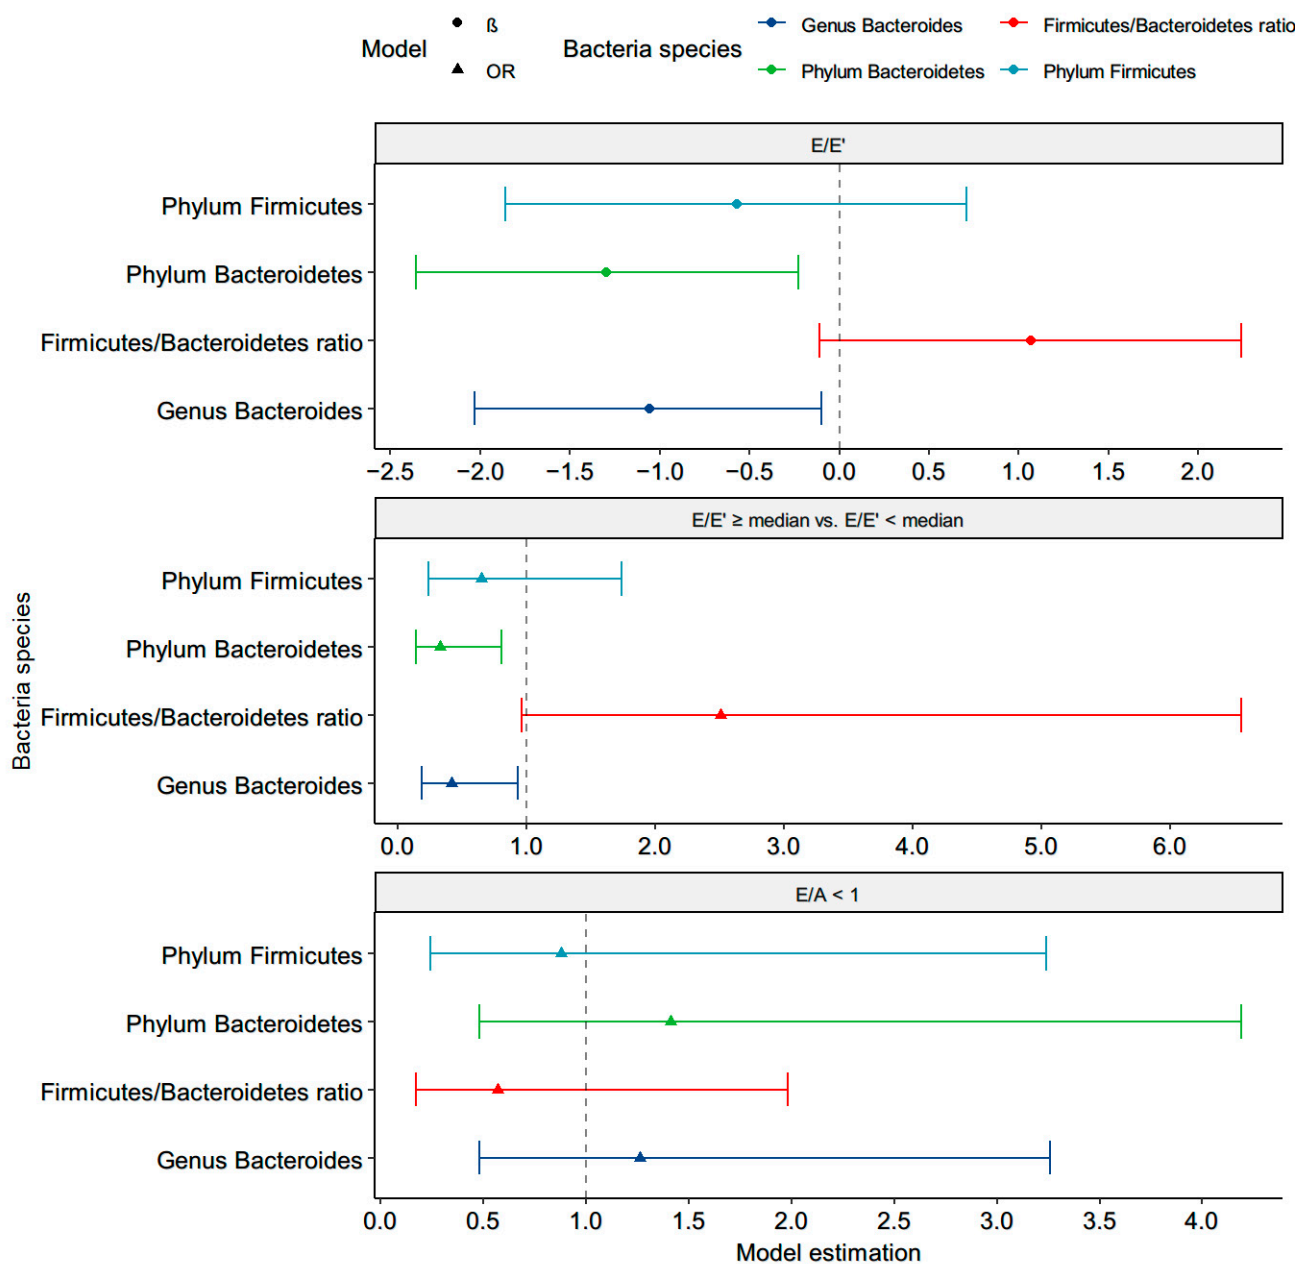 Model
ß
OR
Bacteria species
Genus Bacteroides
Firmicutes/Bacteroidetes ratio
Phylum Bacteroidetes
Phylum Firmicutes
E/E'
Phylum Firmicutes
Phylum Bacteroidetes
Firmicutes/Bacteroidetes ratio
Genus Bacteroides
−2.5 −2.0 −1.5 −1.0 −0.5 0.0 0.5 1.0 1.5 2.0
E/E' ≥ median vs. E/E' < median
Bacteria species
Phylum Firmicutes
Phylum Bacteroidetes
Firmicutes/Bacteroidetes ratio
Genus Bacteroides
0.0 1.0 2.0 3.0 4.0 5.0 6.0
E/A < 1
Phylum Firmicutes
Phylum Bacteroidetes
Firmicutes/Bacteroidetes ratio
Genus Bacteroides
0.0 0.5 1.0 1.5 2.0 2.5 3.0 3.5 4.0
Model estimation